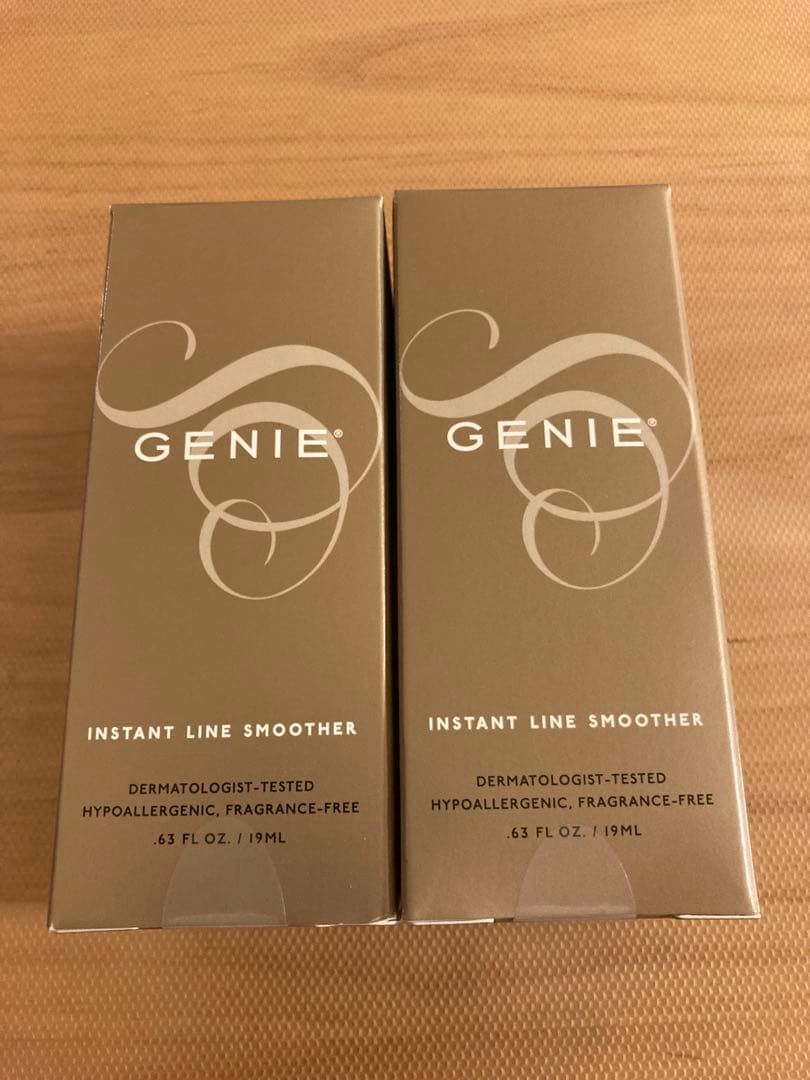 GENIE®
INSTANT LINE SMOOTHER
DERMATOLOGIST-TESTED
HYPOALLERGENIC, FRAGRANCE-FREE
.63 FL OZ. / 19ML
GENIE®
INSTANT LINE SMOOTHER
DERMATOLOGIST-TESTED
HYPOALLERGENIC, FRAGRANCE-FREE
.63 FL OZ. / 19ML